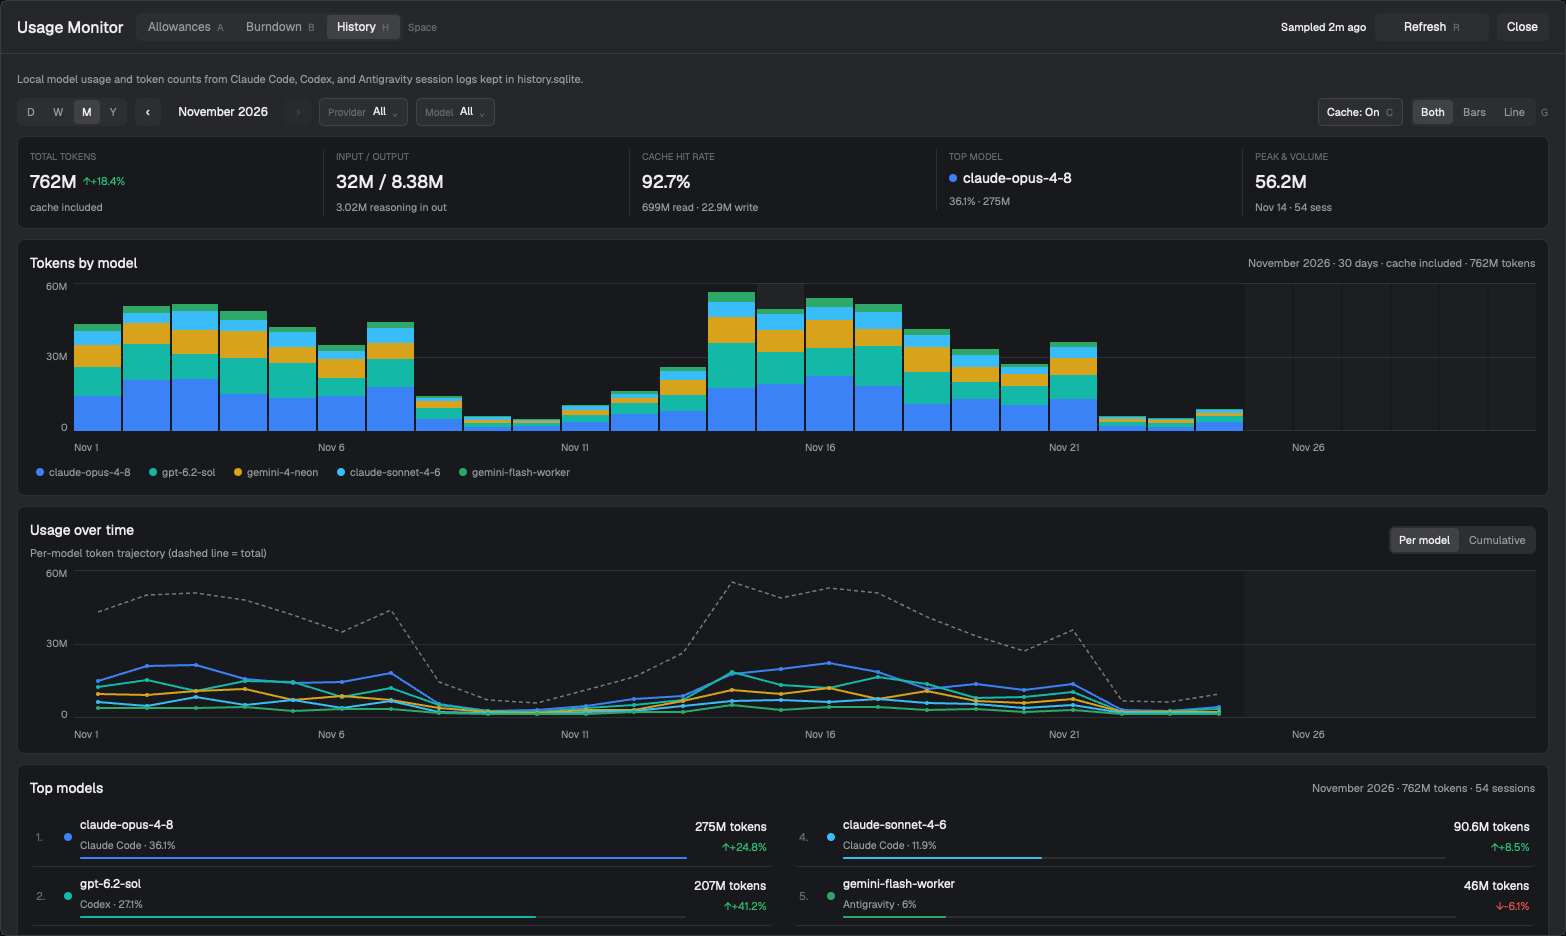 Usage Monitor Allowances A Burndown B History H Space Sampled 2m ago Refresh R Close
Local model usage and token counts from Claude Code, Codex, and Antigravity session logs kept in history.sqlite.
D W M Y ‹ November 2026 › Provider All Model All Cache: On C Both Bars Line G
TOTAL TOKENS
762M ↑+18.4%
cache included
INPUT / OUTPUT
32M / 8.38M
3.02M reasoning in out
CACHE HIT RATE
92.7%
699M read · 22.9M write
TOP MODEL
claude-opus-4-8
36.1% · 275M
PEAK & VOLUME
56.2M
Nov 14 · 54 sess
Tokens by model November 2026 · 30 days · cache included · 762M tokens
60M
30M
0
Nov 1 Nov 6 Nov 11 Nov 16 Nov 21 Nov 26
claude-opus-4-8 gpt-6.2-sol gemini-4-neon claude-sonnet-4-6 gemini-flash-worker
Usage over time
Per-model token trajectory (dashed line = total)
Per model Cumulative
60M
30M
0
Nov 1 Nov 6 Nov 11 Nov 16 Nov 21 Nov 26
Top models November 2026 · 762M tokens · 54 sessions
1. claude-opus-4-8 275M tokens
Claude Code · 36.1% ↑+24.8%
4. claude-sonnet-4-6 90.6M tokens
Claude Code · 11.9% ↑+8.5%
2. gpt-6.2-sol 207M tokens
Codex · 27.1% ↑+41.2%
5. gemini-flash-worker 46M tokens
Antigravity · 6% ↓-6.1%